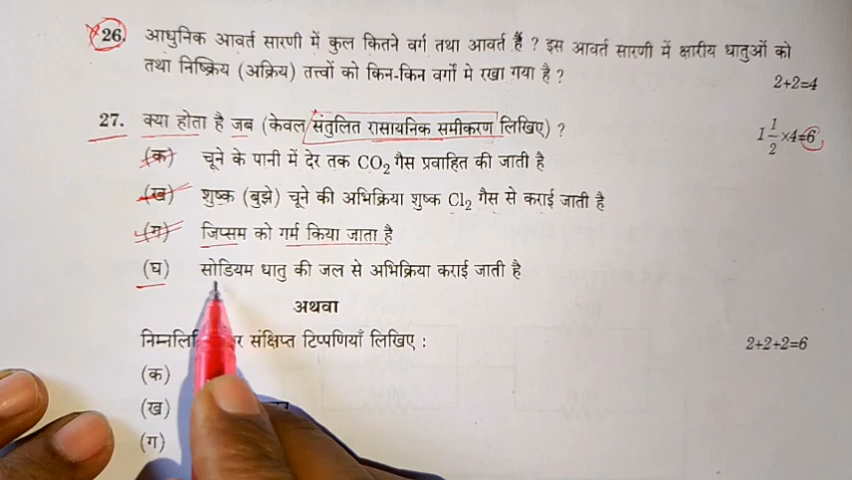 26. आधुनिक आवर्त सारणी में कुल कितने वर्ग तथा आवर्त हैं ? इस आवर्त सारणी में क्षारीय धातुओं को
तथा निष्क्रिय (अक्रिय) तत्त्वों को किन-किन वर्गों मे रखा गया है ? 2+2=4
27. क्या होता है जब (केवल संतुलित रासायनिक समीकरण लिखिए) ? 1 1/2 ×4=6
(क) चूने के पानी में देर तक CO₂ गैस प्रवाहित की जाती है
(ख) शुष्क (बुझे) चूने की अभिक्रिया शुष्क Cl₂ गैस से कराई जाती है
(ग) जिप्सम को गर्म किया जाता है
(घ) सोडियम धातु की जल से अभिक्रिया कराई जाती है
अथवा
संक्षिप्त टिप्पणियाँ लिखिए : 2+2+2=6
(क)
(ख)
(ग)